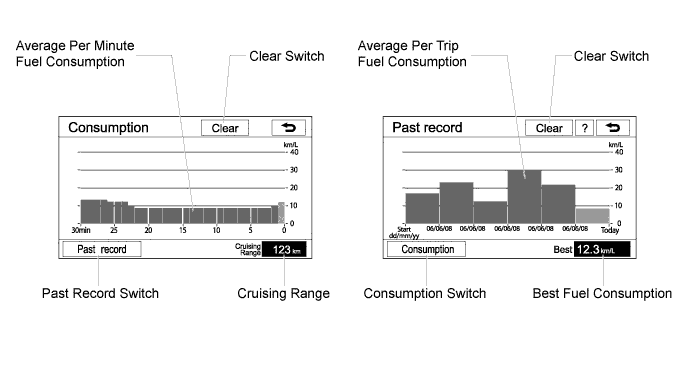 Average Per Minute
Fuel Consumption
Clear Switch
Average Per Trip
Fuel Consumption
Clear Switch
Consumption
Clear
km/L
40
30
20
10
0
30min
25
20
15
10
5
0
Past record
Cruising
Range
123 km
Past Record Switch
Cruising Range
Past record
Clear
?
km/L
40
30
20
10
0
Start
dd/mm/yy
06/06/08
06/06/08
06/06/08
06/06/08
06/06/08
Today
Consumption
Best 12.3 km/L
Consumption Switch
Best Fuel Consumption